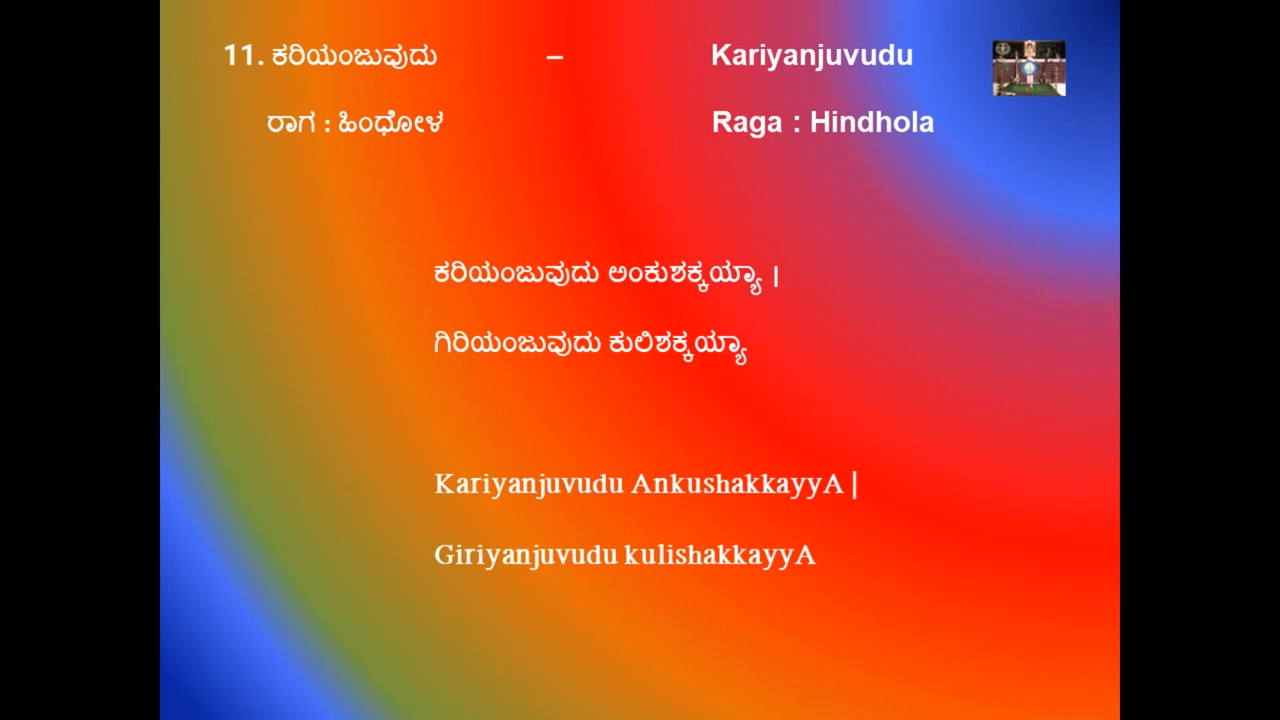 11. ಕರಿಯಂಜುವುದು – Kariyanjuvudu
ರಾಗ : ಹಿಂಧೋಳ Raga : Hindhola
ಕರಿಯಂಜುವುದು ಅಂಕುಶಕ್ಕಯ್ಯಾ |
ಗಿರಿಯಂಜುವುದು ಕುಲಿಶಕ್ಕಯ್ಯಾ
Kariyanjuvudu AnkushakkayyA |
Giriyanjuvudu kulishakkayyA